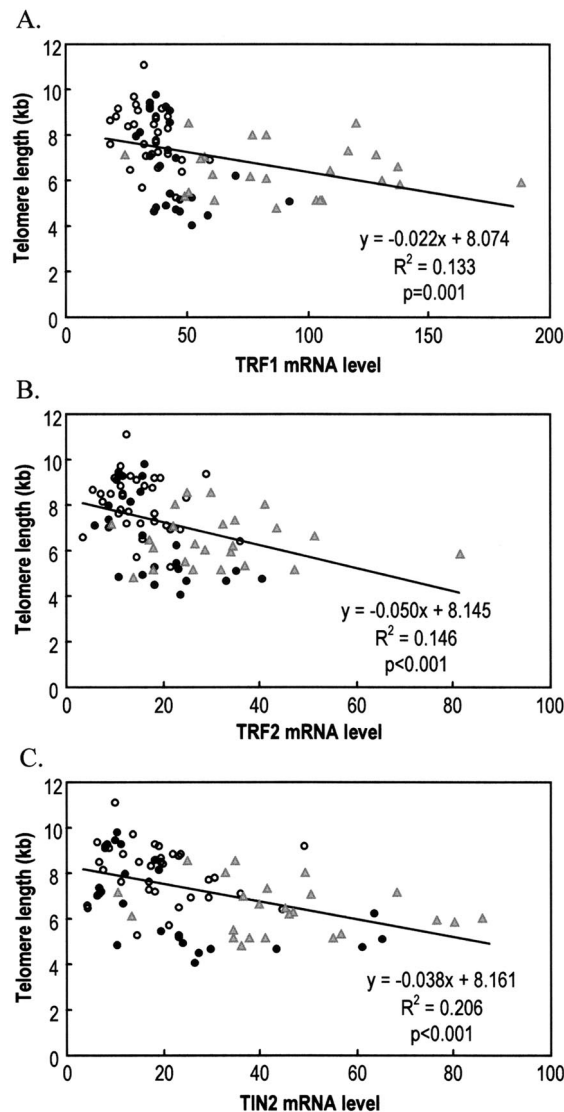 A.
12
10
8
6
4
2
0
Telomere length (kb)
y = -0.022x + 8.074
R² = 0.133
p=0.001
0 50 100 150 200
TRF1 mRNA level
B.
12
10
8
6
4
2
0
Telomere length (kb)
y = -0.050x + 8.145
R² = 0.146
p<0.001
0 20 40 60 80 100
TRF2 mRNA level
C.
12
10
8
6
4
2
0
Telomere length (kb)
y = -0.038x + 8.161
R² = 0.206
p<0.001
0 20 40 60 80 100
TIN2 mRNA level